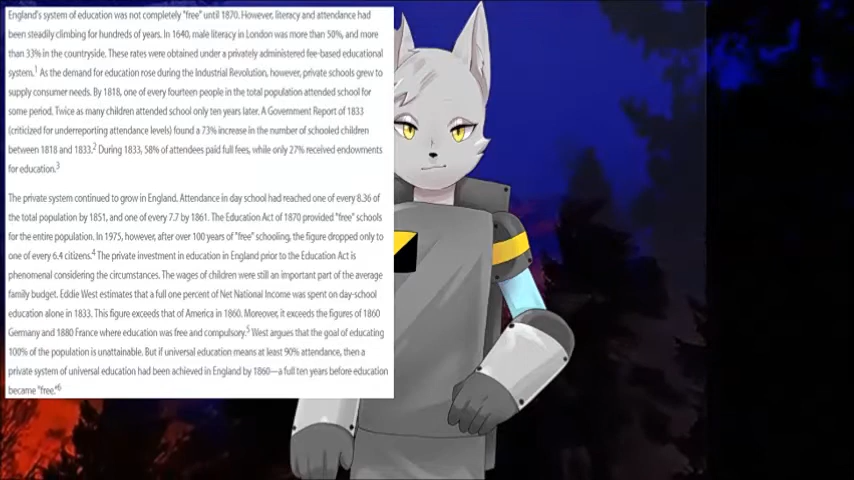 England's system of education was not completely "free" until 1870. However, literacy and attendance had
been steadily climbing for hundreds of years. In 1640, male literacy in London was more than 50%, and more
than 33% in the countryside. These rates were obtained under a privately administered fee-based educational
system.1 As the demand for education rose during the Industrial Revolution, however, private schools grew to
supply consumer needs. By 1818, one of every fourteen people in the total population attended school for
some period. Twice as many children attended school only ten years later. A Government Report of 1833
(criticized for underreporting attendance levels) found a 73% increase in the number of schooled children
between 1818 and 1833.2 During 1833, 58% of attendees paid full fees, while only 27% received endowments
for education.3
The private system continued to grow in England. Attendance in day school had reached one of every 8.36 of
the total population by 1851, and one of every 7.7 by 1861. The Education Act of 1870 provided "free" schools
for the entire population. In 1975, however, after over 100 years of "free" schooling, the figure dropped only to
one of every 6.4 citizens.4 The private investment in education in England prior to the Education Act is
phenomenal considering the circumstances. The wages of children were still an important part of the average
family budget. Eddie West estimates that a full one percent of Net National Income was spent on day-school
education alone in 1833. This figure exceeds that of America in 1860. Moreover, it exceeds the figures of 1860
Germany and 1880 France where education was free and compulsory.5 West argues that the goal of educating
100% of the population is unattainable. But if universal education means at least 90% attendance, then a
private system of universal education had been achieved in England by 1860—a full ten years before education
became "free."6